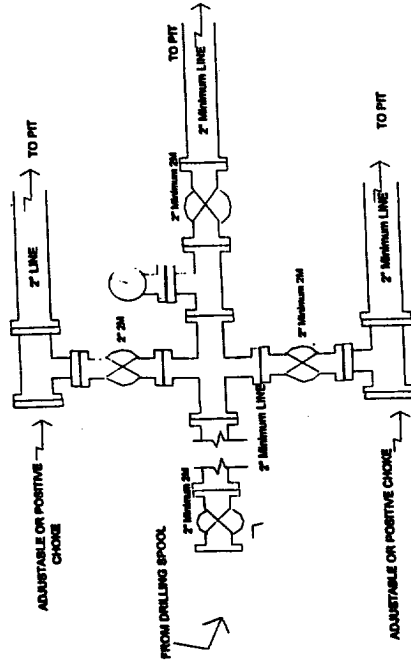 TO PIT
2" LINE
ADJUSTABLE OR POSITIVE
CHOKE
2" 2M
TO PIT
2" Minimum LINE
2" Minimum 2M
2" Minimum 2M
2" Minimum LINE
FROM DRILLING SPOOL
2" Minimum 2M
TO PIT
2" Minimum LINE
ADJUSTABLE OR POSITIVE CHOKE